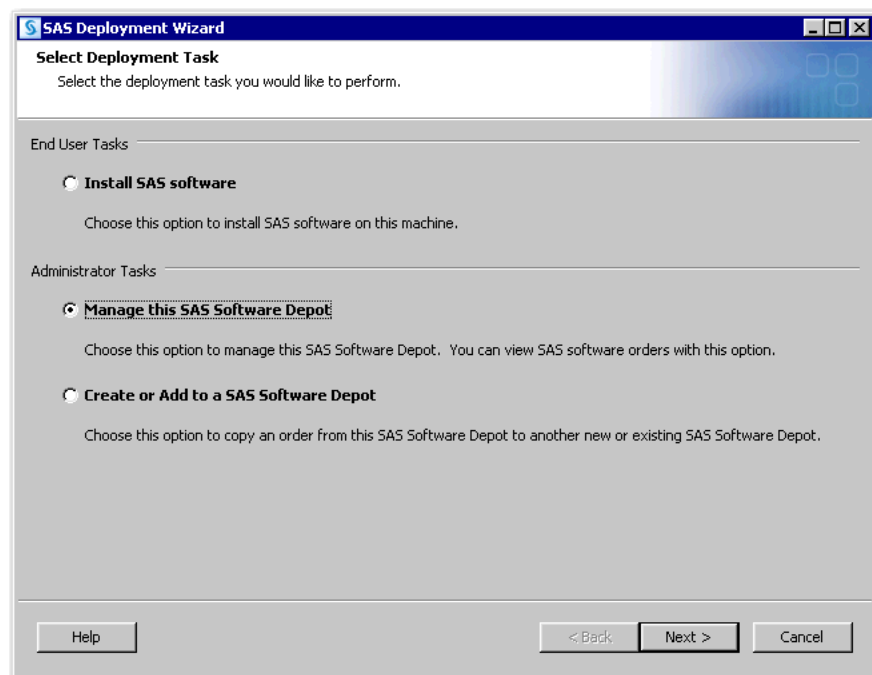 SAS Deployment Wizard
Select Deployment Task
Select the deployment task you would like to perform.
End User Tasks
Install SAS software
Choose this option to install SAS software on this machine.
Administrator Tasks
Manage this SAS Software Depot
Choose this option to manage this SAS Software Depot.  You can view SAS software orders with this option.
Create or Add to a SAS Software Depot
Choose this option to copy an order from this SAS Software Depot to another new or existing SAS Software Depot.
Help
< Back
Next >
Cancel